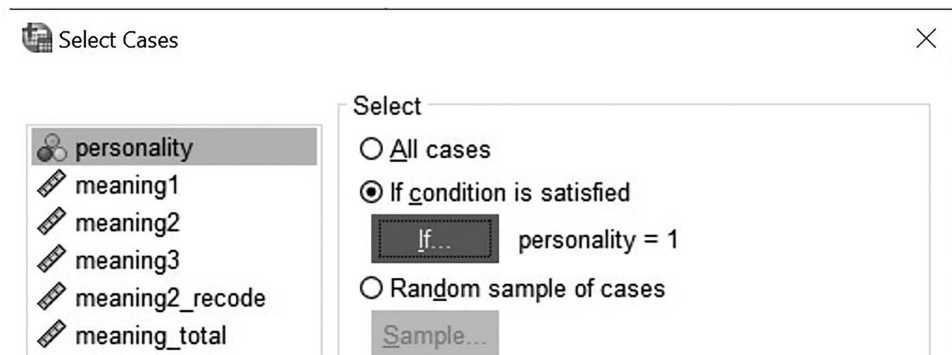 Select Cases
personality
meaning1
meaning2
meaning3
meaning2_recode
meaning_total
Select
All cases
If condition is satisfied
If... personality = 1
Random sample of cases
Sample...